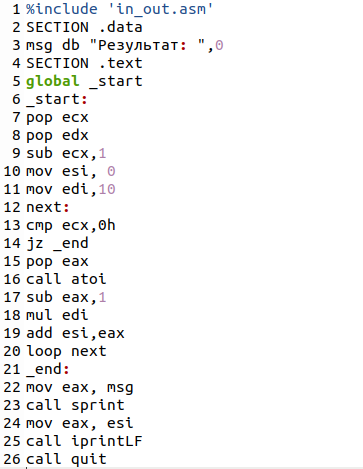 1 %include 'in_out.asm'
2 SECTION .data
3 msg db "Результат: ",0
4 SECTION .text
5 global _start
6 _start:
7 pop ecx
8 pop edx
9 sub ecx,1
10 mov esi, 0
11 mov edi,10
12 next:
13 cmp ecx,0h
14 jz _end
15 pop eax
16 call atoi
17 sub eax,1
18 mul edi
19 add esi,eax
20 loop next
21 _end:
22 mov eax, msg
23 call sprint
24 mov eax, esi
25 call iprintLF
26 call quit